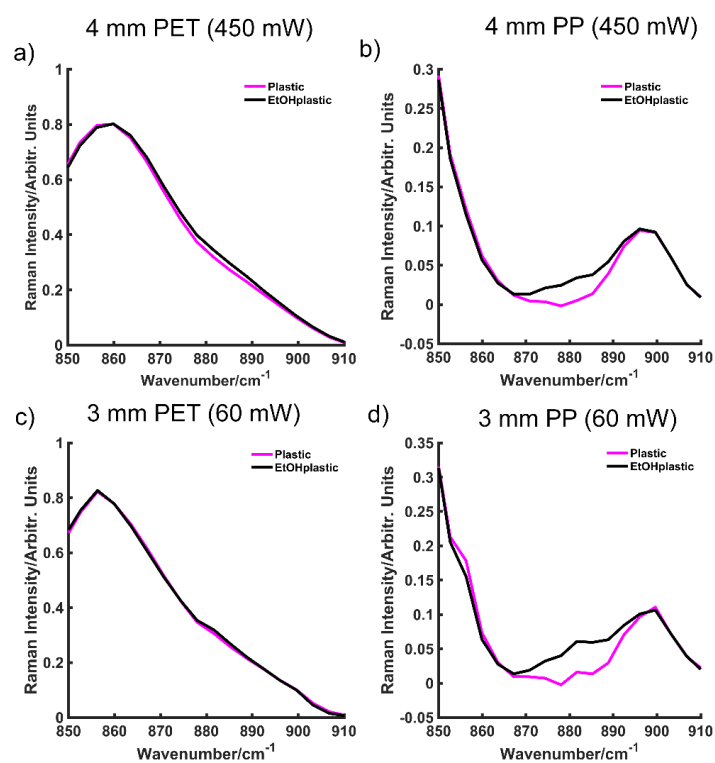 4 mm PET (450 mW)
4 mm PP (450 mW)
a)
b)
Plastic
EtOHplastic
Raman Intensity/Arbitr. Units
1
0.8
0.6
0.4
0.2
0
850 860 870 880 890 900 910
Wavenumber/cm-1
Plastic
EtOHplastic
Raman Intensity/Arbitr. Units
0.3
0.25
0.2
0.15
0.1
0.05
0
-0.05
850 860 870 880 890 900 910
Wavenumber/cm-1
3 mm PET (60 mW)
3 mm PP (60 mW)
c)
d)
Plastic
EtOHplastic
Raman Intensity/Arbitr. Units
1
0.8
0.6
0.4
0.2
0
850 860 870 880 890 900 910
Wavenumber/cm-1
Plastic
EtOHplastic
Raman Intensity/Arbitr. Units
0.35
0.3
0.25
0.2
0.15
0.1
0.05
0
-0.05
850 860 870 880 890 900 910
Wavenumber/cm-1